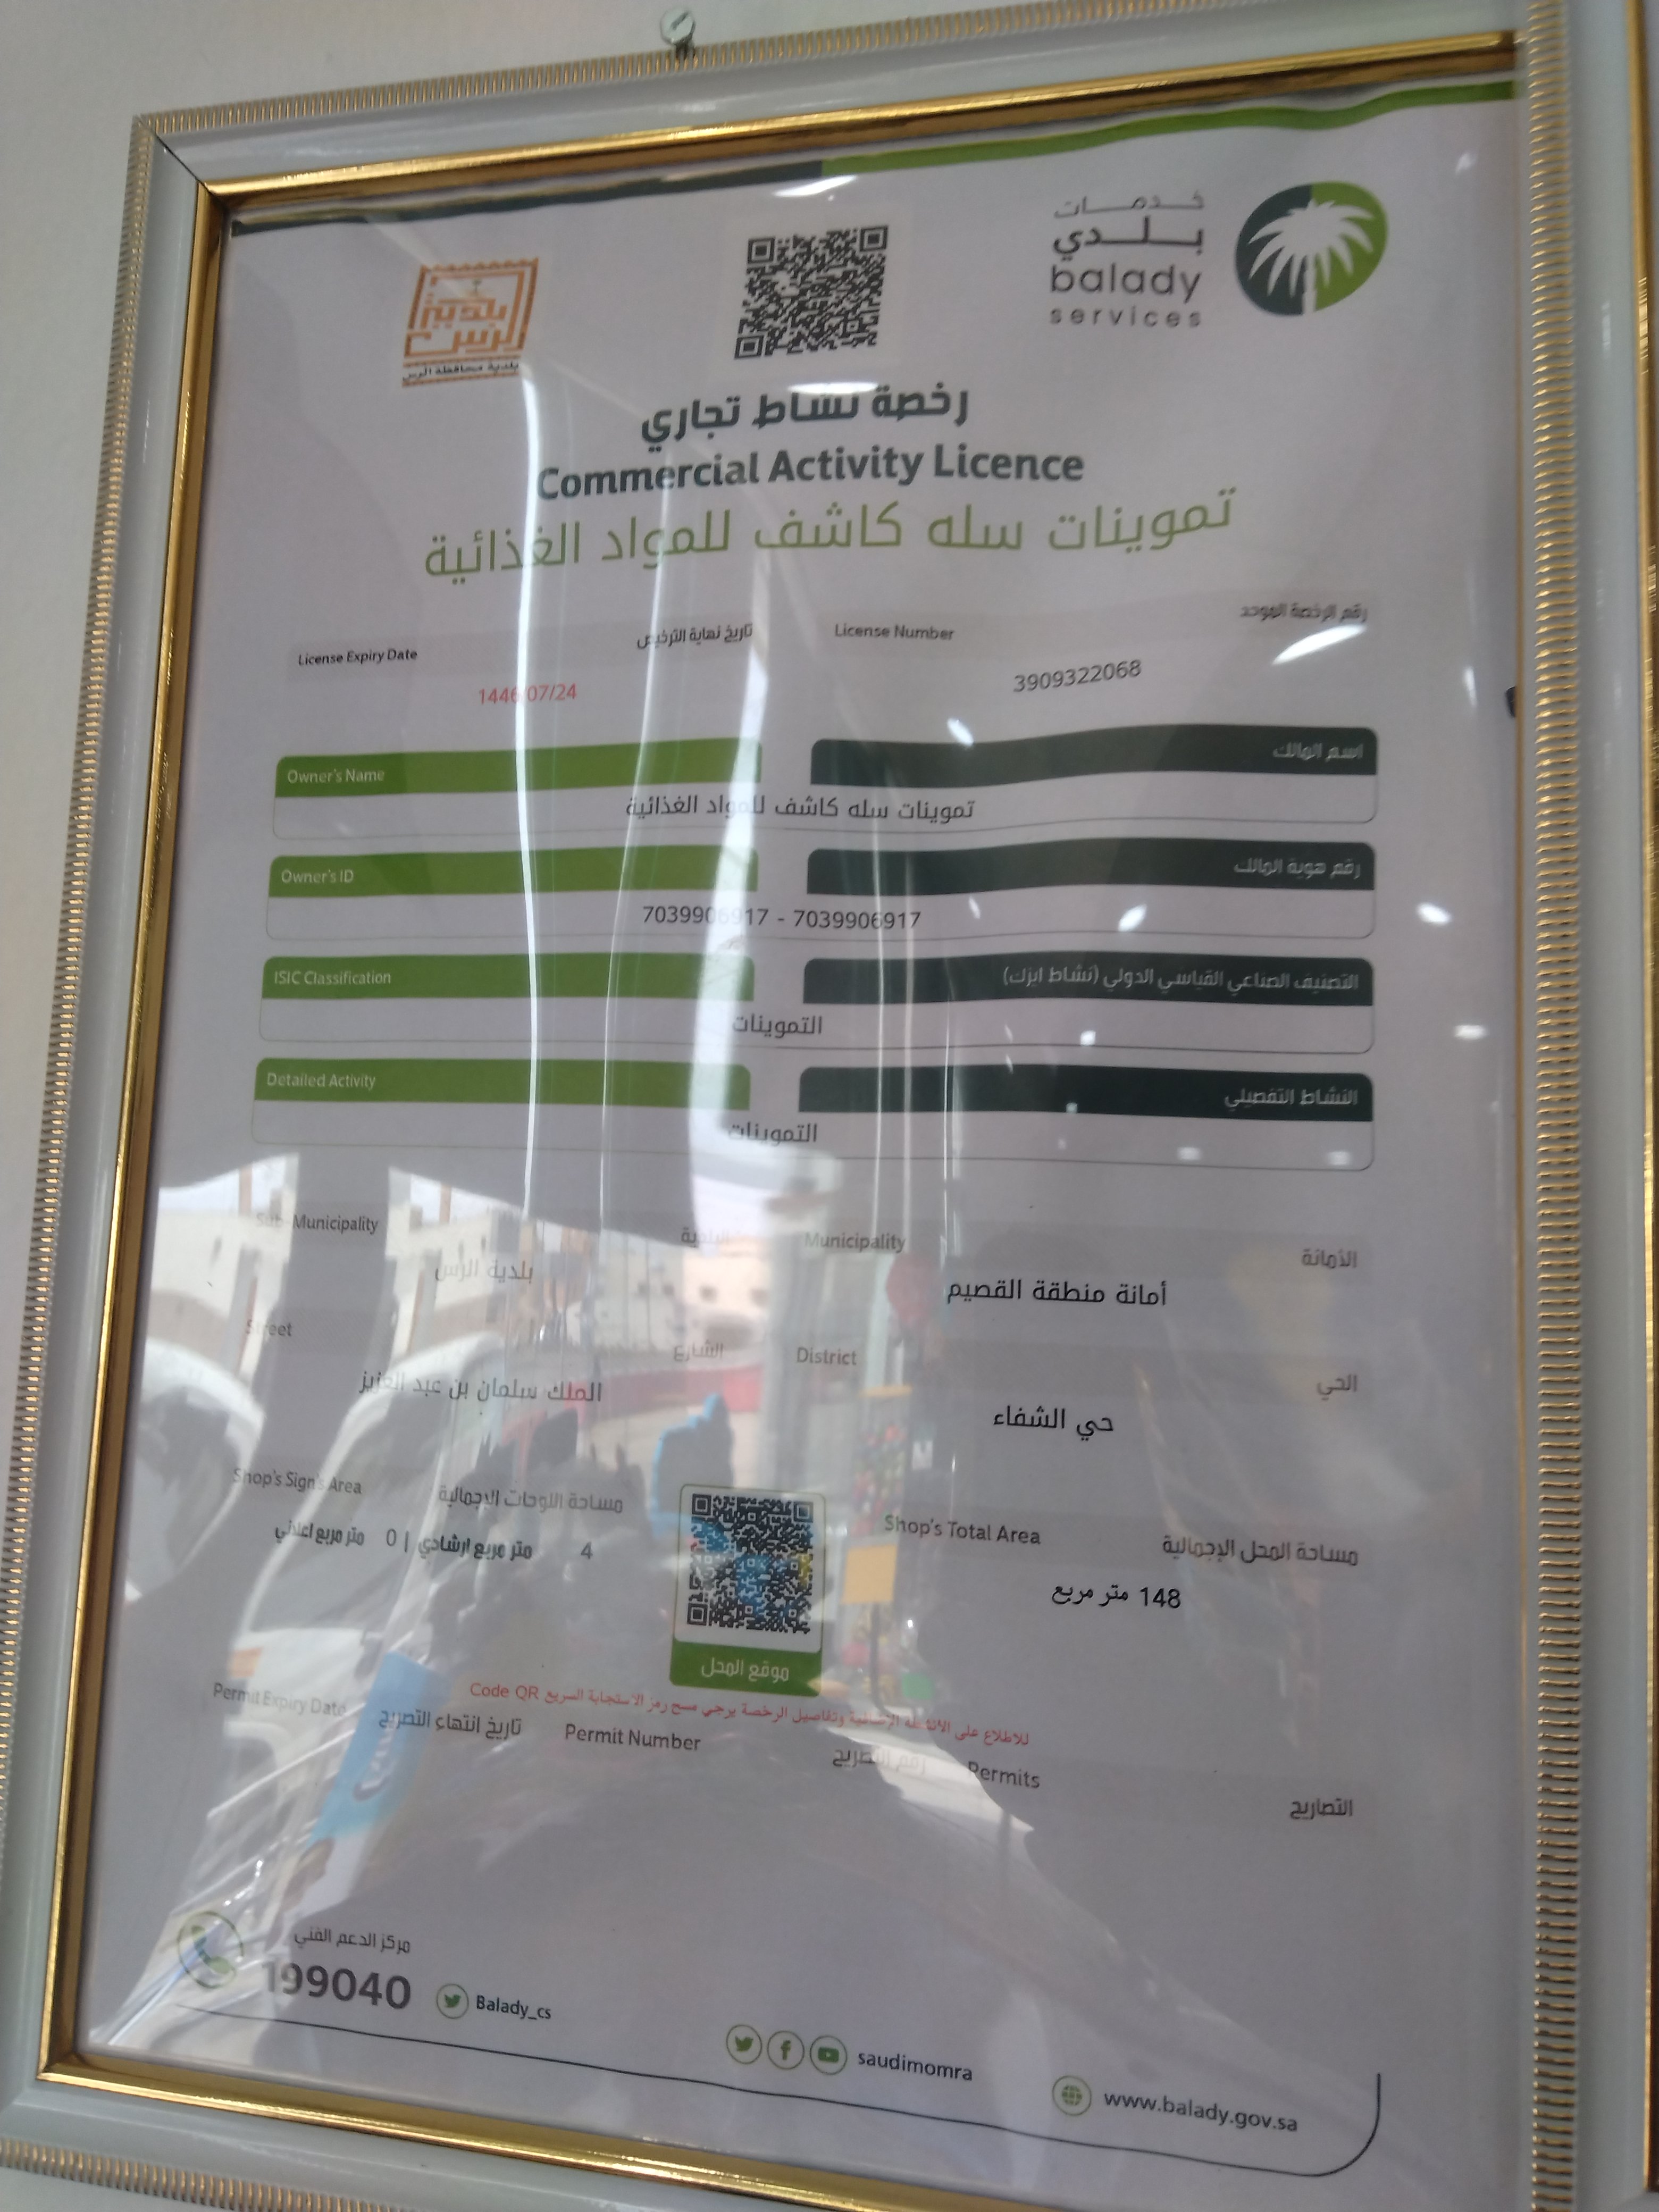 خدمات
بلدي
balady
services
بلدية
الرس
بلدية محافظة الرس
رخصة نشاط تجاري
Commercial Activity Licence
تموينات سله كاشف للمواد الغذائية
رقم الرخصة الموحد
License Number
تاريخ نهاية الترخيص
License Expiry Date
3909322068
1446/07/24
اسم المالك
Owner's Name
تموينات سله كاشف للمواد الغذائية
رقم هوية المالك
Owner's ID
7039906917 - 7039906917
التصنيف الصناعي القياسي الدولي (نشاط ايزك)
ISIC Classification
التموينات
النشاط التفصيلي
Detailed Activity
التموينات
الأمانة
Municipality
البلدية
Sub-Municipality
أمانة منطقة القصيم
بلدية الرس
الحي
District
الشارع
Street
حي الشفاء
الملك سلمان بن عبد العزيز
مساحة المحل الإجمالية
Shop's Total Area
مساحة اللوحات الإجمالية
Shop's Sign's Area
148 متر مربع
4 متر مربع ارشادي | 0 متر مربع اعلاني
موقع المحل
للاطلاع على الأنشطة الإضافية وتفاصيل الرخصة يرجي مسح رمز الاستجابة السريع Code QR
التصاريح
Permits
رقم التصريح
Permit Number
تاريخ انتهاء التصريح
Permit Expiry Date
مركز الدعم الفني
199040
Balady_cs
saudimomra
www.balady.gov.sa